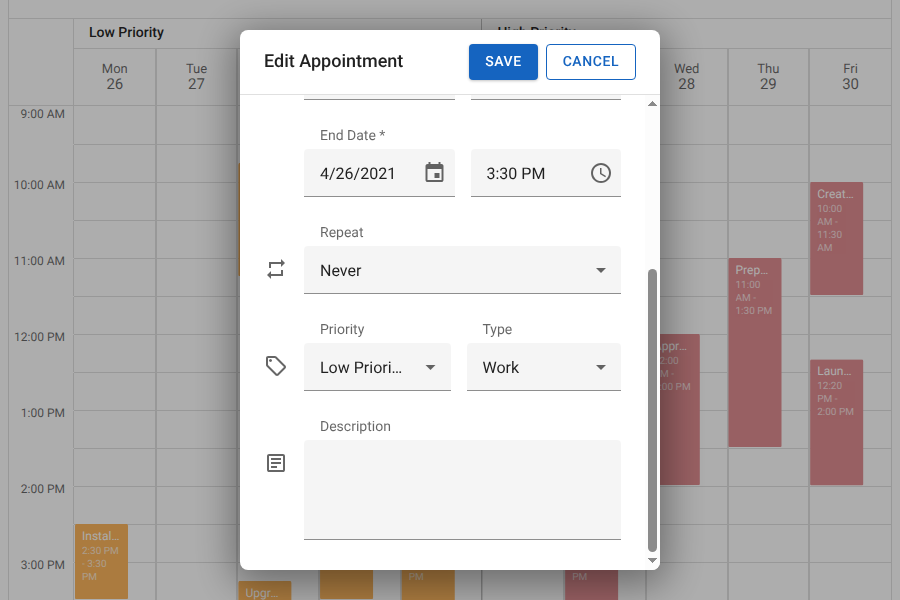 Low Priority
High Priority
Mon
26
Tue
27
Wed
28
Thu
29
Fri
30
9:00 AM
10:00 AM
11:00 AM
12:00 PM
1:00 PM
2:00 PM
3:00 PM
Edit Appointment
SAVE
CANCEL
End Date *
4/26/2021
3:30 PM
Repeat
Never
Priority
Type
Low Priori...
Work
Description
Instal...
2:30 PM
- 3:30
PM
Upgr...
PM
PM
Prep...
11:00
AM -
1:30 PM
Creat...
10:00
AM -
11:30
AM
Laun...
12:20
PM -
2:00 PM